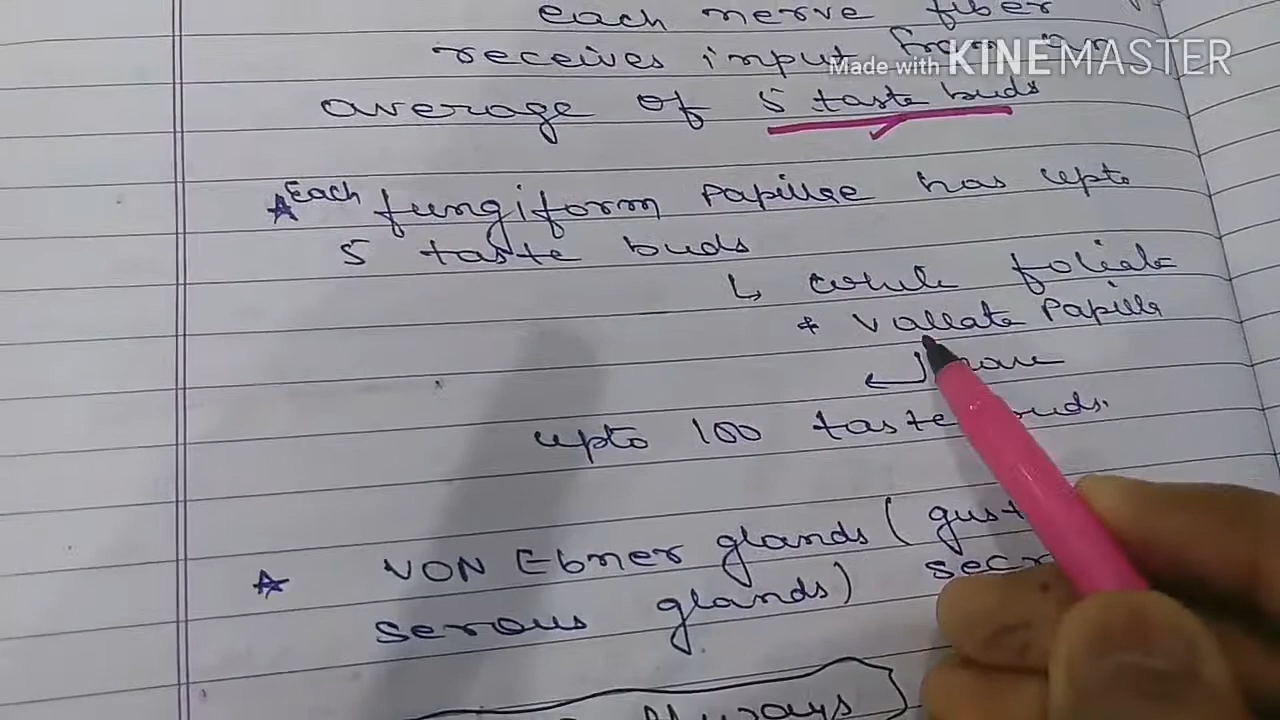 each nerve fiber
receives input from an
Made with KINEMASTER
average of 5 taste buds
Each fungiform papillae has upto
5 taste buds
↳ while foliate
+ vallate papilla
have
upto 100 taste buds.
VON Ebner glands (gust
serous glands) secr
Always